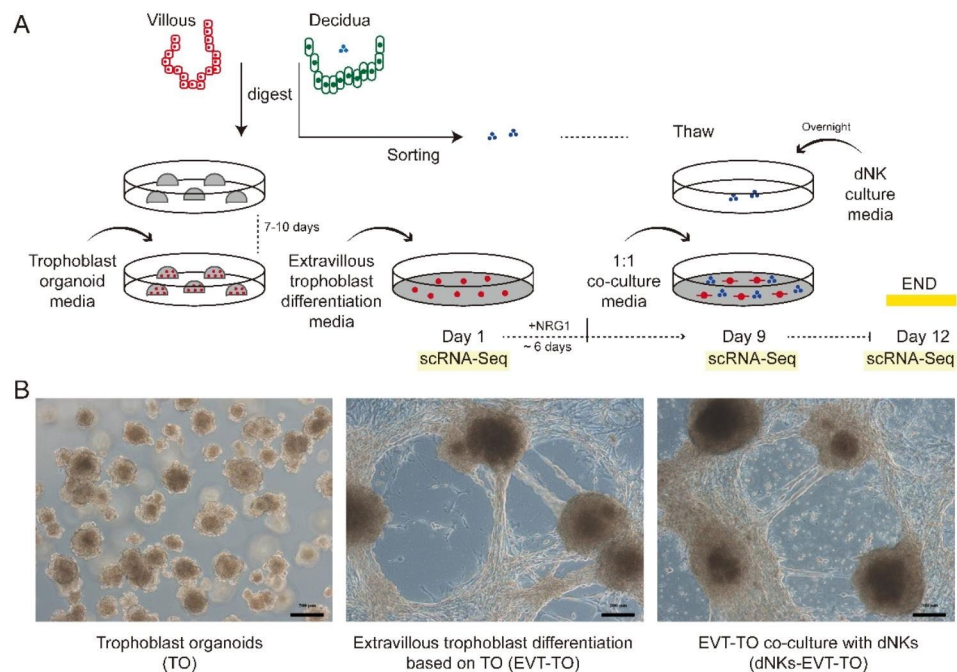 A
Villous
Decidua
digest
Sorting
Thaw
Overnight
dNK
culture
media
Trophoblast
organoid
media
7-10 days
Extravillous
trophoblast
differentiation
media
1:1
co-culture
media
END
Day 1
scRNA-Seq
+NRG1
~ 6 days
Day 9
scRNA-Seq
Day 12
scRNA-Seq
B
Trophoblast organoids
(TO)
Extravillous trophoblast differentiation
based on TO (EVT-TO)
EVT-TO co-culture with dNKs
(dNKs-EVT-TO)